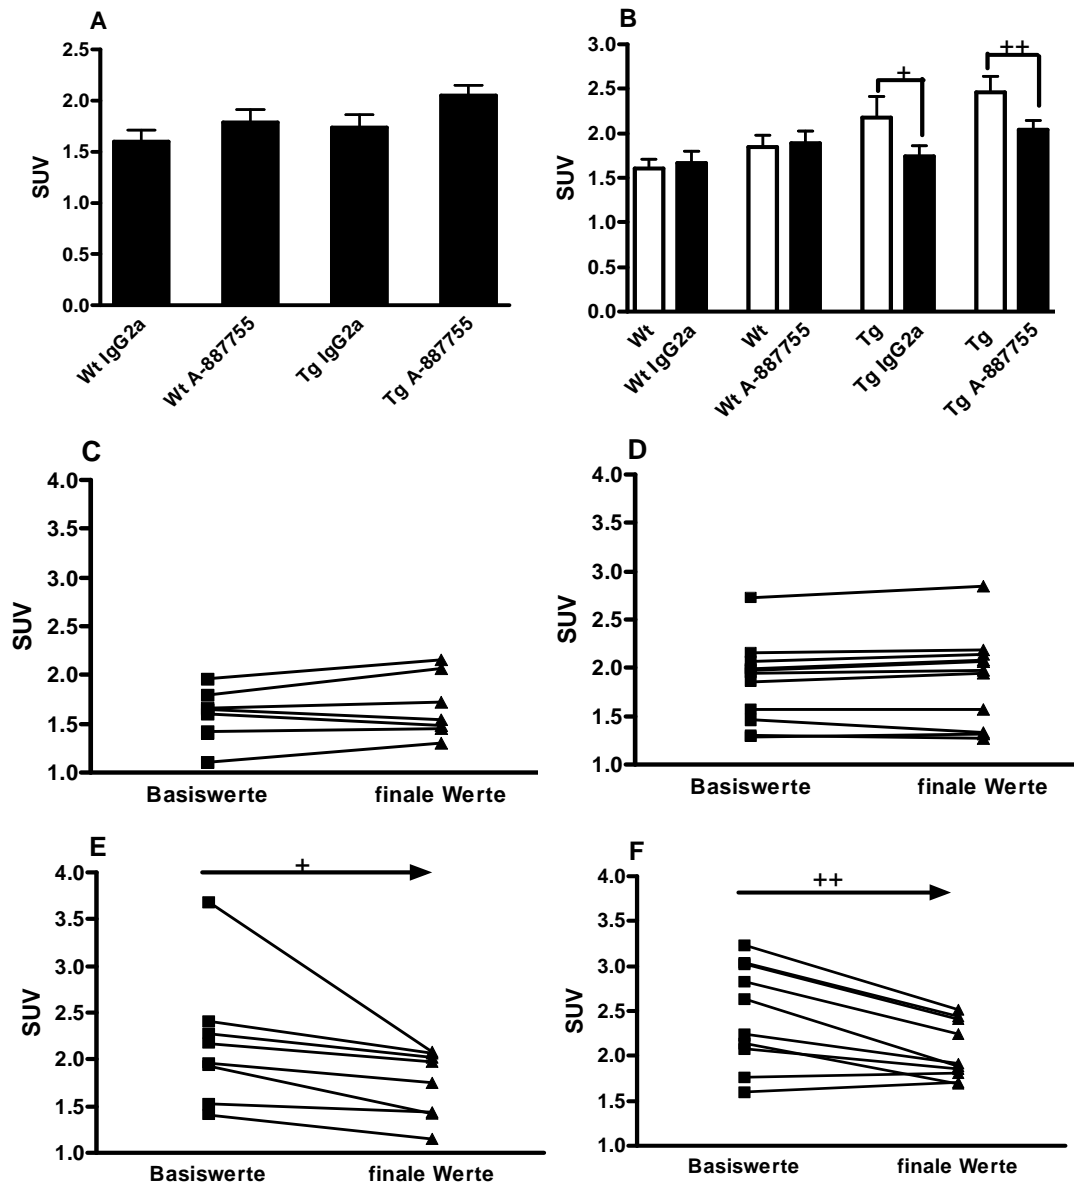 A
SUV
2.5
2.0
1.5
1.0
0.5
0.0
Wt IgG2a
Wt A-887755
Tg IgG2a
Tg A-887755
B
SUV
3.0
2.5
2.0
1.5
1.0
0.5
0.0
+
++
Wt
Wt IgG2a
Wt
Wt A-887755
Tg
Tg IgG2a
Tg
Tg A-887755
C
SUV
4.0
3.5
3.0
2.5
2.0
1.5
1.0
Basiswerte
finale Werte
D
SUV
4.0
3.5
3.0
2.5
2.0
1.5
1.0
Basiswerte
finale Werte
E
SUV
4.0
3.5
3.0
2.5
2.0
1.5
1.0
+
Basiswerte
finale Werte
F
SUV
4.0
3.5
3.0
2.5
2.0
1.5
1.0
++
Basiswerte
finale Werte